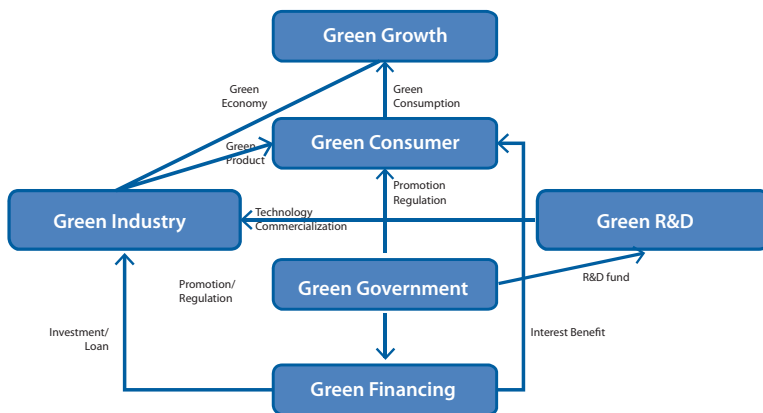 Green Growth
Green
Economy
Green
Consumption
Green Consumer
Green
Product
Promotion
Regulation
Green Industry
Technology
Commercialization
Green R&D
Promotion/
Regulation
Green Government
R&D fund
Investment/
Loan
Interest Benefit
Green Financing